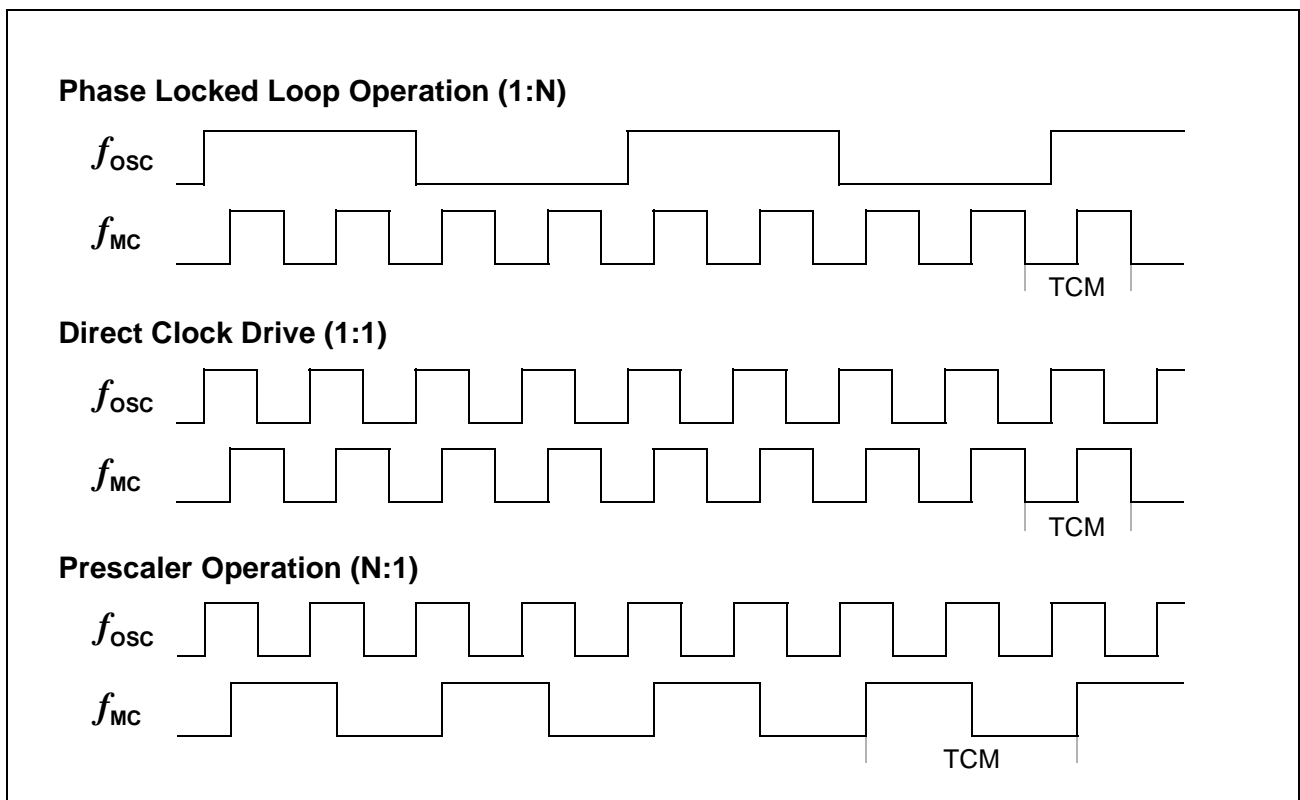 Phase Locked Loop Operation (1:N)
fOSC
fMC
TCM
Direct Clock Drive (1:1)
fOSC
fMC
TCM
Prescaler Operation (N:1)
fOSC
fMC
TCM